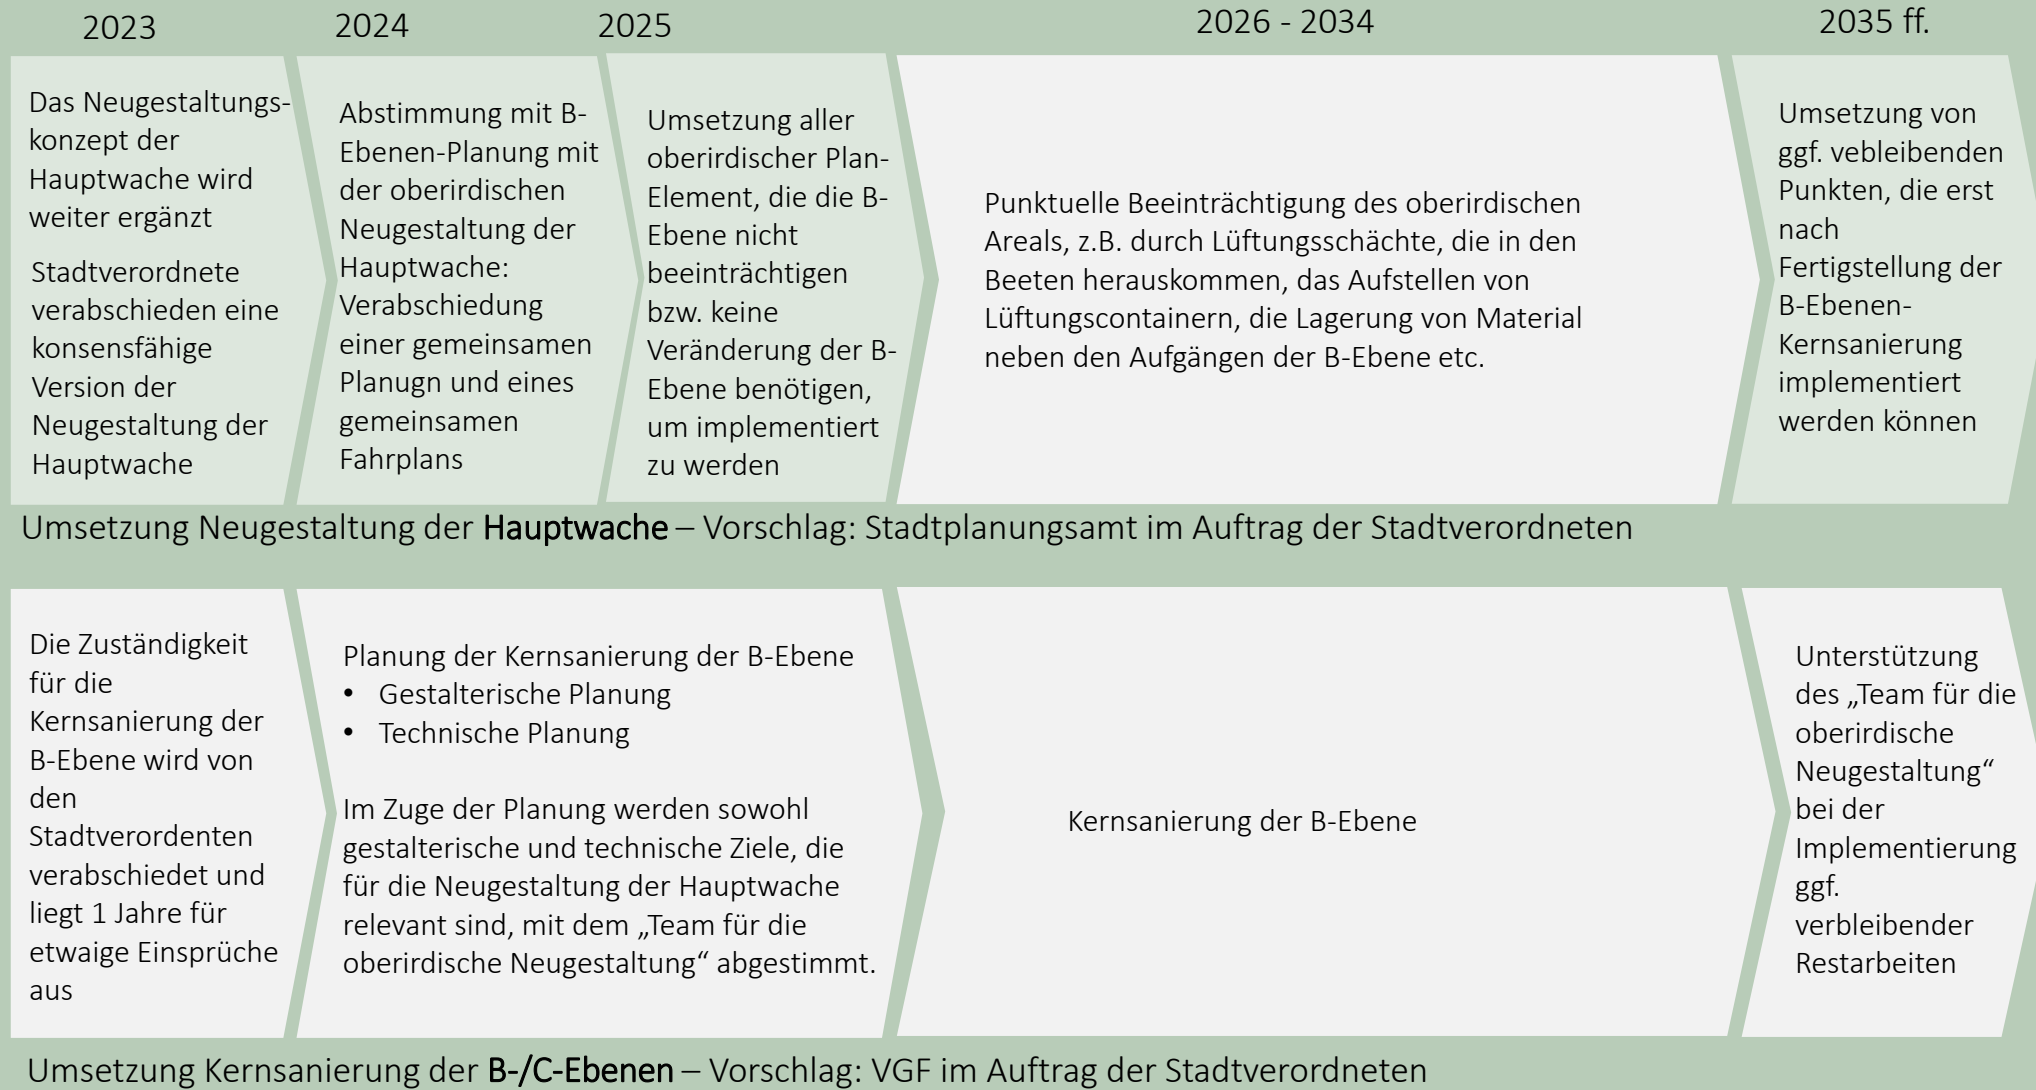 2023
2024
2025
2026 - 2034
2035 ff.
Das Neugestaltungs-
konzept der
Hauptwache wird
weiter ergänzt
Stadtverordnete
verabschieden eine
konsensfähige
Version der
Neugestaltung der
Hauptwache
Abstimmung mit B-
Ebenen-Planung mit
der oberirdischen
Neugestaltung der
Hauptwache:
Verabschiedung
einer gemeinsamen
Planugn und eines
gemeinsamen
Fahrplans
Umsetzung aller
oberirdischer Plan-
Element, die die B-
Ebene nicht
beeinträchtigen
bzw. keine
Veränderung der B-
Ebene benötigen,
um implementiert
zu werden
Punktuelle Beeinträchtigung des oberirdischen
Areals, z.B. durch Lüftungsschächte, die in den
Beeten herauskommen, das Aufstellen von
Lüftungscontainern, die Lagerung von Material
neben den Aufgängen der B-Ebene etc.
Umsetzung von
ggf. vebleibenden
Punkten, die erst
nach
Fertigstellung der
B-Ebenen-
Kernsanierung
implementiert
werden können
Umsetzung Neugestaltung der Hauptwache – Vorschlag: Stadtplanungsamt im Auftrag der Stadtverordneten
Die Zuständigkeit
für die
Kernsanierung der
B-Ebene wird von
den
Stadtverordenten
verabschiedet und
liegt 1 Jahre für
etwaige Einsprüche
aus
Planung der Kernsanierung der B-Ebene
• Gestalterische Planung
• Technische Planung
Im Zuge der Planung werden sowohl
gestalterische und technische Ziele, die
für die Neugestaltung der Hauptwache
relevant sind, mit dem „Team für die
oberirdische Neugestaltung“ abgestimmt.
Kernsanierung der B-Ebene
Unterstützung
des „Team für die
oberirdische
Neugestaltung“
bei der
Implementierung
ggf.
verbleibender
Restarbeiten
Umsetzung Kernsanierung der B-/C-Ebenen – Vorschlag: VGF im Auftrag der Stadtverordneten